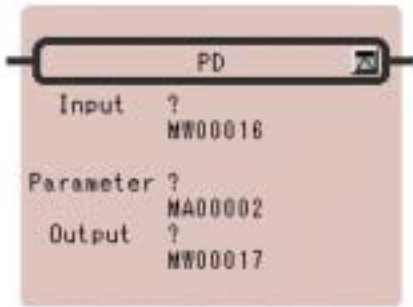 PD
Input ?
MW00016
Parameter ?
MA00002
Output ?
MW00017